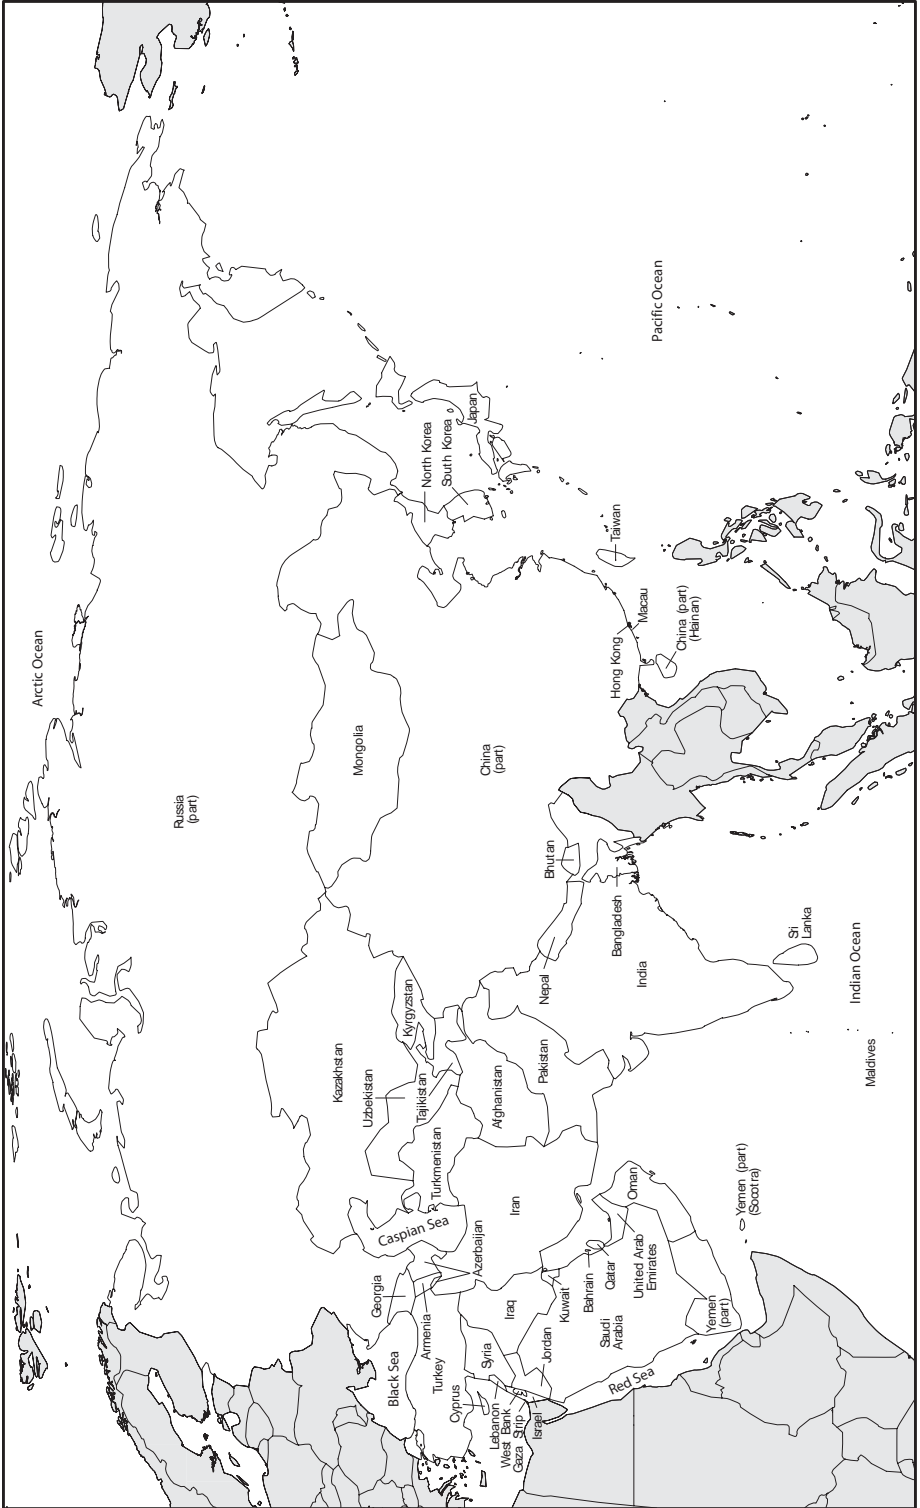 Arctic Ocean
Russia
(part)
Kazakhstan
Mongolia
Uzbekistan
Kyrgyzstan
Tajikistan
Turkmenistan
Caspian Sea
Georgia
Black Sea
Armenia
Azerbaijan
Turkey
Cyprus
Syria
Lebanon
West Bank
Gaza Strip
Israel
Jordan
Iraq
Iran
Kuwait
Afghanistan
Pakistan
China
(part)
North Korea
South Korea
Japan
Pacific Ocean
Bahrain
Qatar
Saudi
Arabia
United Arab
Emirates
Oman
Red Sea
Yemen
(part)
Yemen (part)
(Socotra)
Nepal
Bhutan
Bangladesh
India
Hong Kong
Macau
Taiwan
China (part)
(Hainan)
Sri
Lanka
Indian Ocean
Maldives